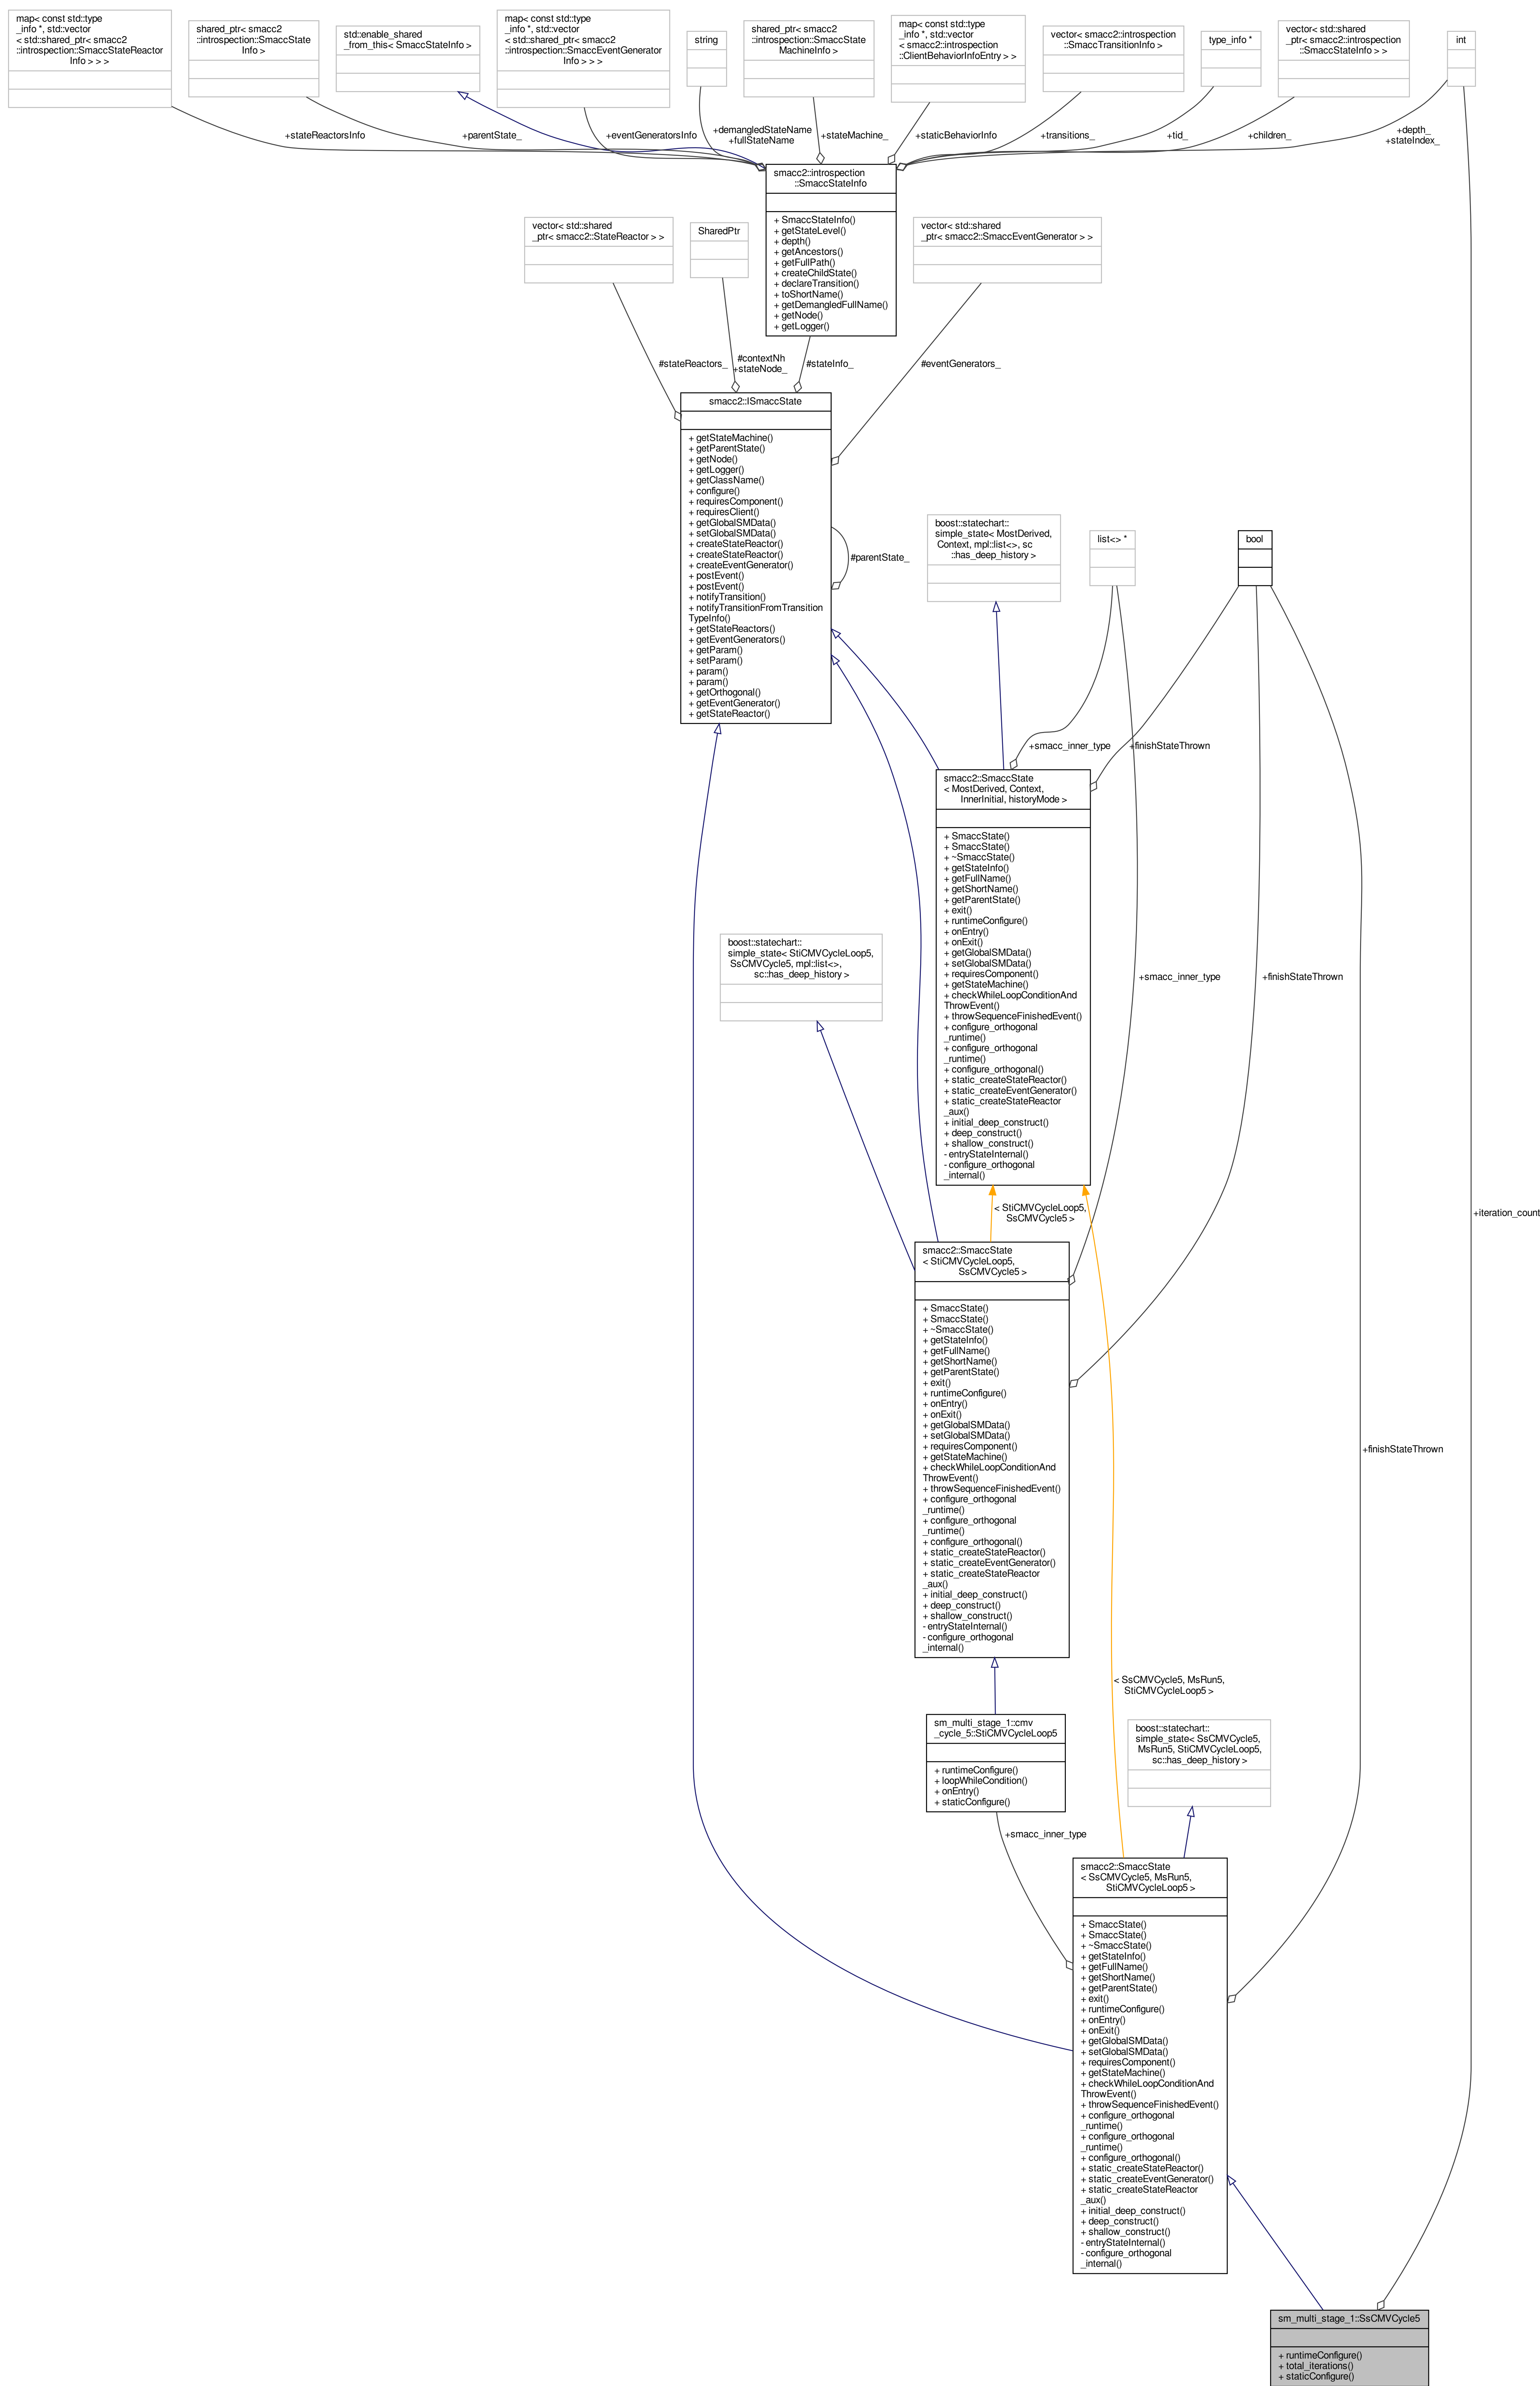 map< const std::type
_info *, std::vector
< std::shared_ptr< smacc2
::introspection::SmaccStateReactor
Info > > >
shared_ptr< smacc2
::introspection::SmaccState
Info >
std::enable_shared
_from_this< SmaccStateInfo >
map< const std::type
_info *, std::vector
< std::shared_ptr< smacc2
::introspection::SmaccEventGenerator
Info > > >
string
shared_ptr< smacc2
::introspection::SmaccState
MachineInfo >
map< const std::type
_info *, std::vector
< smacc2::introspection
::ClientBehaviorInfoEntry > >
vector< smacc2::introspection
::SmaccTransitionInfo >
type_info *
vector< std::shared
_ptr< smacc2::introspection
::SmaccStateInfo > >
int
+stateReactorsInfo
+parentState_
+eventGeneratorsInfo
+demangledStateName
+fullStateName
+stateMachine_
+staticBehaviorInfo
+transitions_
+tid_
+children_
+depth_
+stateIndex_
smacc2::introspection
::SmaccStateInfo
+ SmaccStateInfo()
+ getStateLevel()
+ depth()
+ getAncestors()
+ getFullPath()
+ createChildState()
+ declareTransition()
+ toShortName()
+ getDemangledFullName()
+ getNode()
+ getLogger()
vector< std::shared
_ptr< smacc2::StateReactor > >
SharedPtr
vector< std::shared
_ptr< smacc2::SmaccEventGenerator > >
#stateReactors_
#contextNh
+stateNode_
#stateInfo_
#eventGenerators_
smacc2::ISmaccState
+ getStateMachine()
+ getParentState()
+ getNode()
+ getLogger()
+ getClassName()
+ configure()
+ requiresComponent()
+ requiresClient()
+ getGlobalSMData()
+ setGlobalSMData()
+ createStateReactor()
+ createStateReactor()
+ createEventGenerator()
+ postEvent()
+ postEvent()
+ notifyTransition()
+ notifyTransitionFromTransition
TypeInfo()
+ getStateReactors()
+ getEventGenerators()
+ getParam()
+ setParam()
+ param()
+ param()
+ getOrthogonal()
+ getEventGenerator()
+ getStateReactor()
#parentState_
boost::statechart::
simple_state< MostDerived,
Context, mpl::list<>, sc
::has_deep_history >
list<> *
bool
+smacc_inner_type
+finishStateThrown
smacc2::SmaccState
< MostDerived, Context,
InnerInitial, historyMode >
+ SmaccState()
+ SmaccState()
+ ~SmaccState()
+ getStateInfo()
+ getFullName()
+ getShortName()
+ getParentState()
+ exit()
+ runtimeConfigure()
+ onEntry()
+ onExit()
+ getGlobalSMData()
+ setGlobalSMData()
+ requiresComponent()
+ getStateMachine()
+ checkWhileLoopConditionAnd
ThrowEvent()
+ throwSequenceFinishedEvent()
+ configure_orthogonal
_runtime()
+ configure_orthogonal
_runtime()
+ configure_orthogonal()
+ static_createStateReactor()
+ static_createEventGenerator()
+ static_createStateReactor
_aux()
+ initial_deep_construct()
+ deep_construct()
+ shallow_construct()
- entryStateInternal()
- configure_orthogonal
_internal()
boost::statechart::
simple_state< StiCMVCycleLoop5,
SsCMVCycle5, mpl::list<>,
sc::has_deep_history >
+smacc_inner_type
+finishStateThrown
< StiCMVCycleLoop5,
SsCMVCycle5 >
+iteration_count
smacc2::SmaccState
< StiCMVCycleLoop5,
SsCMVCycle5 >
+ SmaccState()
+ SmaccState()
+ ~SmaccState()
+ getStateInfo()
+ getFullName()
+ getShortName()
+ getParentState()
+ exit()
+ runtimeConfigure()
+ onEntry()
+ onExit()
+ getGlobalSMData()
+ setGlobalSMData()
+ requiresComponent()
+ getStateMachine()
+ checkWhileLoopConditionAnd
ThrowEvent()
+ throwSequenceFinishedEvent()
+ configure_orthogonal
_runtime()
+ configure_orthogonal
_runtime()
+ configure_orthogonal()
+ static_createStateReactor()
+ static_createEventGenerator()
+ static_createStateReactor
_aux()
+ initial_deep_construct()
+ deep_construct()
+ shallow_construct()
- entryStateInternal()
- configure_orthogonal
_internal()
+finishStateThrown
< SsCMVCycle5, MsRun5,
StiCMVCycleLoop5 >
sm_multi_stage_1::cmv
_cycle_5::StiCMVCycleLoop5
+ runtimeConfigure()
+ loopWhileCondition()
+ onEntry()
+ staticConfigure()
boost::statechart::
simple_state< SsCMVCycle5,
MsRun5, StiCMVCycleLoop5,
sc::has_deep_history >
+smacc_inner_type
smacc2::SmaccState
< SsCMVCycle5, MsRun5,
StiCMVCycleLoop5 >
+ SmaccState()
+ SmaccState()
+ ~SmaccState()
+ getStateInfo()
+ getFullName()
+ getShortName()
+ getParentState()
+ exit()
+ runtimeConfigure()
+ onEntry()
+ onExit()
+ getGlobalSMData()
+ setGlobalSMData()
+ requiresComponent()
+ getStateMachine()
+ checkWhileLoopConditionAnd
ThrowEvent()
+ throwSequenceFinishedEvent()
+ configure_orthogonal
_runtime()
+ configure_orthogonal
_runtime()
+ configure_orthogonal()
+ static_createStateReactor()
+ static_createEventGenerator()
+ static_createStateReactor
_aux()
+ initial_deep_construct()
+ deep_construct()
+ shallow_construct()
- entryStateInternal()
- configure_orthogonal
_internal()
sm_multi_stage_1::SsCMVCycle5
+ runtimeConfigure()
+ total_iterations()
+ staticConfigure()